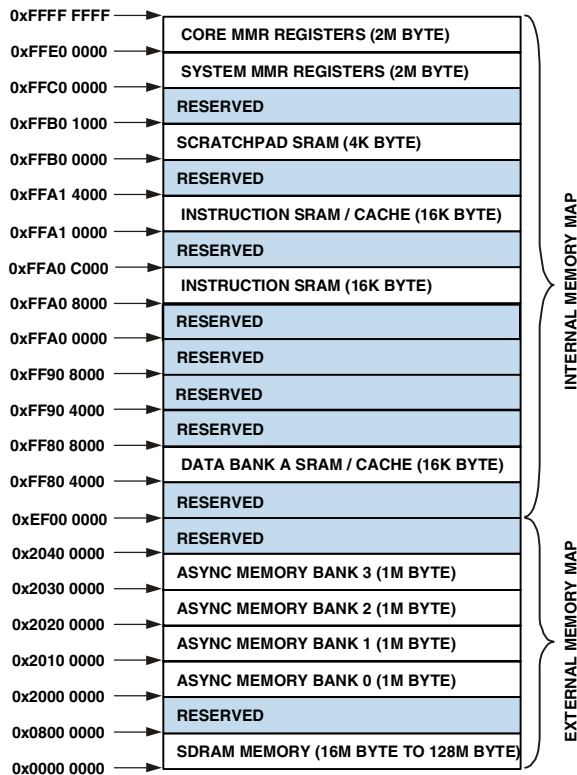 0xFFFF FFFF
CORE MMR REGISTERS (2M BYTE)
0xFFE0 0000
SYSTEM MMR REGISTERS (2M BYTE)
0xFFC0 0000
RESERVED
0xFFB0 1000
SCRATCHPAD SRAM (4K BYTE)
0xFFB0 0000
RESERVED
0xFFA1 4000
INSTRUCTION SRAM / CACHE (16K BYTE)
0xFFA1 0000
RESERVED
0xFFA0 C000
INSTRUCTION SRAM (16K BYTE)
0xFFA0 8000
RESERVED
0xFFA0 0000
RESERVED
0xFF90 8000
RESERVED
0xFF90 4000
RESERVED
0xFF80 8000
DATA BANK A SRAM / CACHE (16K BYTE)
0xFF80 4000
RESERVED
0xEF00 0000
RESERVED
0x2040 0000
ASYNC MEMORY BANK 3 (1M BYTE)
0x2030 0000
ASYNC MEMORY BANK 2 (1M BYTE)
0x2020 0000
ASYNC MEMORY BANK 1 (1M BYTE)
0x2010 0000
ASYNC MEMORY BANK 0 (1M BYTE)
0x2000 0000
RESERVED
0x0800 0000
SDRAM MEMORY (16M BYTE TO 128M BYTE)
0x0000 0000
INTERNAL MEMORY MAP
EXTERNAL MEMORY MAP